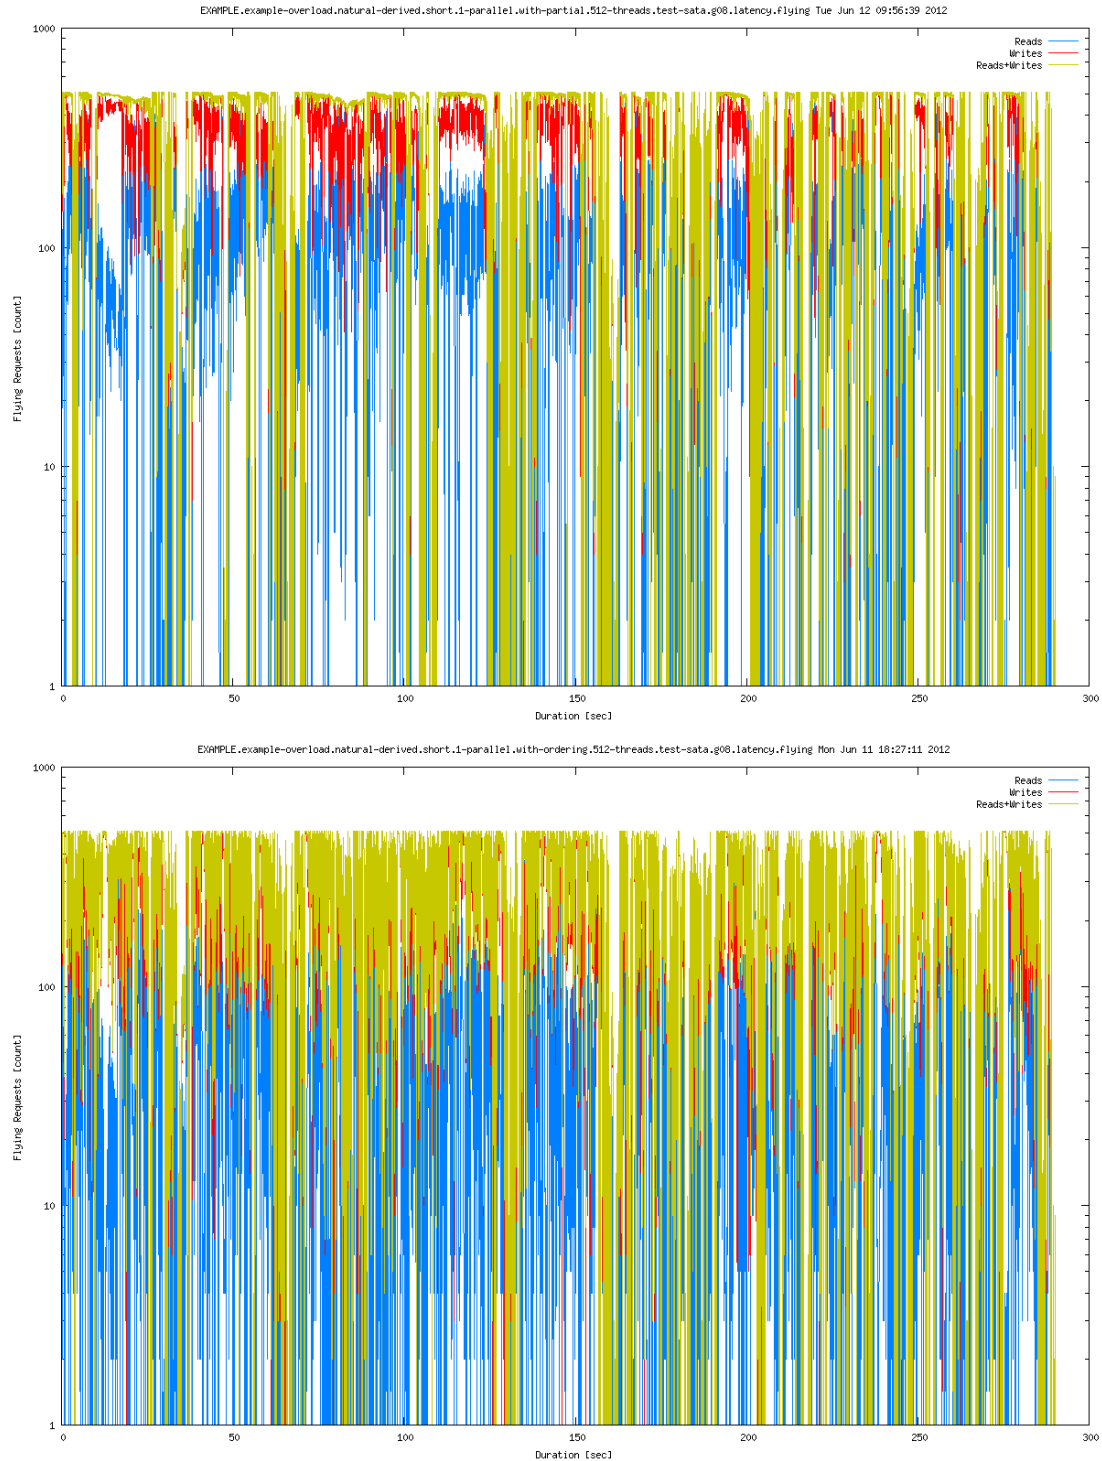 EXAMPLE.example-overload.natural-derived.short.1-parallel.with-partial.512-threads.test-sata.g08.latency.flying Tue Jun 12 09:56:39 2012
1000
Reads
Writes
Reads+Writes
100
Flying Requests [count]
10
1
0 50 100 150 200 250 300
Duration [sec]
EXAMPLE.example-overload.natural-derived.short.1-parallel.with-ordering.512-threads.test-sata.g08.latency.flying Mon Jun 11 18:27:11 2012
1000
Reads
Writes
Reads+Writes
100
Flying Requests [count]
10
1
0 50 100 150 200 250 300
Duration [sec]